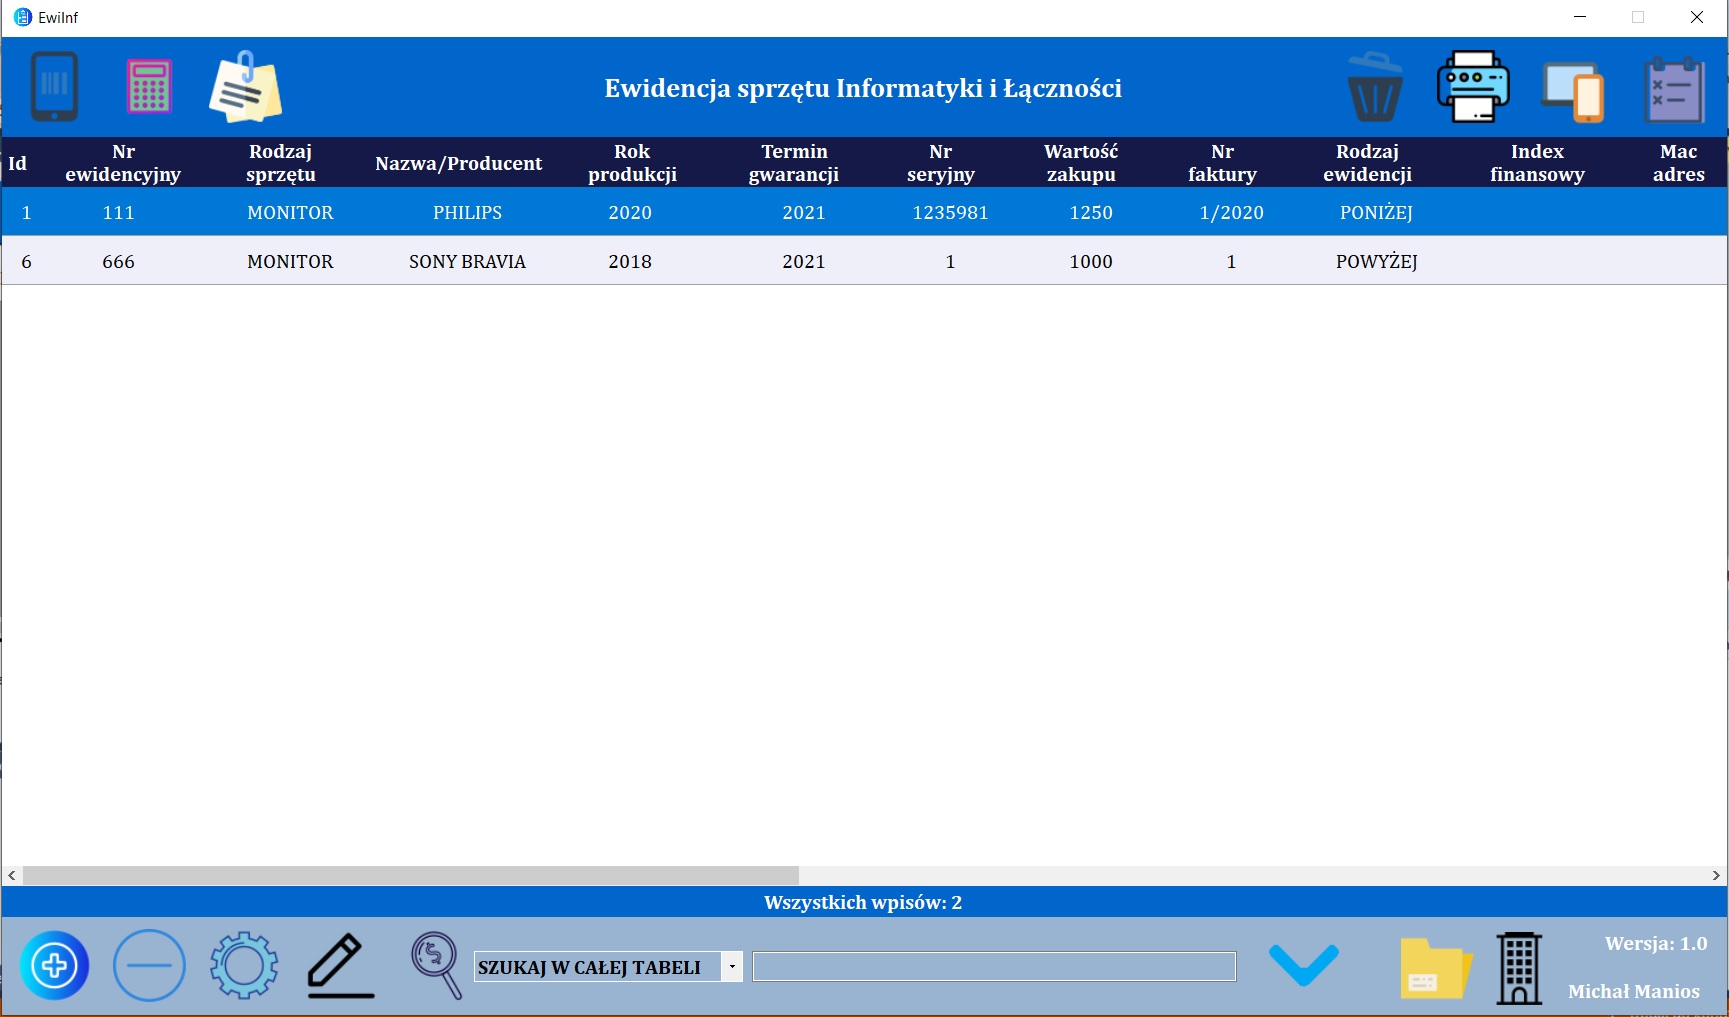 EwiInf
Ewidencja sprzętu Informatyki i Łączności
Id Nr ewidencyjny Rodzaj sprzętu Nazwa/Producent Rok produkcji Termin gwarancji Nr seryjny Wartość zakupu Nr faktury Rodzaj ewidencji Index finansowy Mac adres
1 111 MONITOR PHILIPS 2020 2021 1235981 1250 1/2020 PONIŻEJ
6 666 MONITOR SONY BRAVIA 2018 2021 1 1000 1 POWYŻEJ
Wszystkich wpisów: 2
SZUKAJ W CAŁEJ TABELI
Wersja: 1.0
Michał Manios